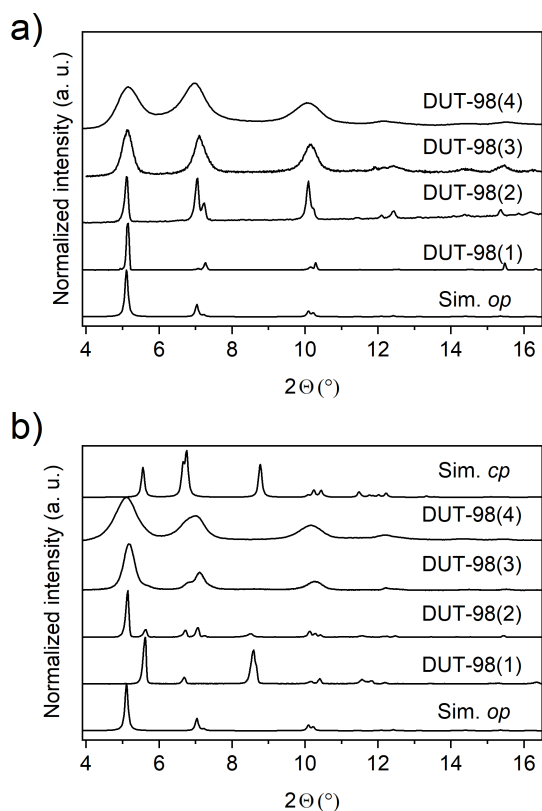 a)
Normalized intensity (a. u.)
DUT-98(4)
DUT-98(3)
DUT-98(2)
DUT-98(1)
Sim. op
4 6 8 10 12 14 16
2Θ (°)
b)
Normalized intensity (a. u.)
Sim. cp
DUT-98(4)
DUT-98(3)
DUT-98(2)
DUT-98(1)
Sim. op
4 6 8 10 12 14 16
2Θ (°)